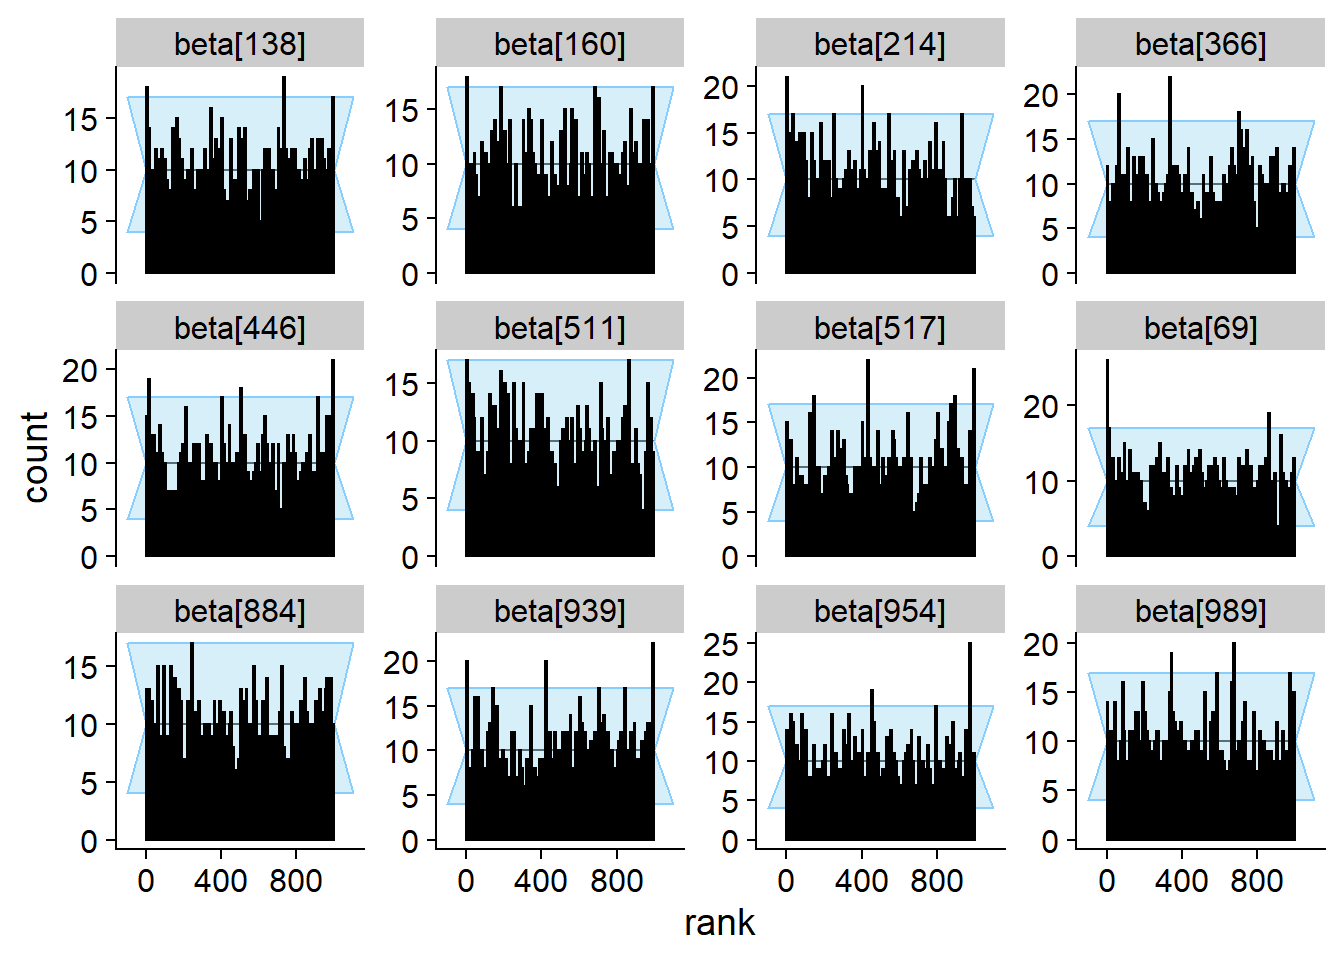 beta[138] beta[160] beta[214] beta[366]
15 10 5 0
15 10 5 0
20 15 10 5 0
20 15 10 5 0
beta[446] beta[511] beta[517] beta[69]
20 15 10 5 0
15 10 5 0
20 15 10 5 0
20 10 0
count
beta[884] beta[939] beta[954] beta[989]
15 10 5 0
20 15 10 5 0
25 20 15 10 5 0
20 15 10 5 0
0 400 800 0 400 800 0 400 800 0 400 800
rank